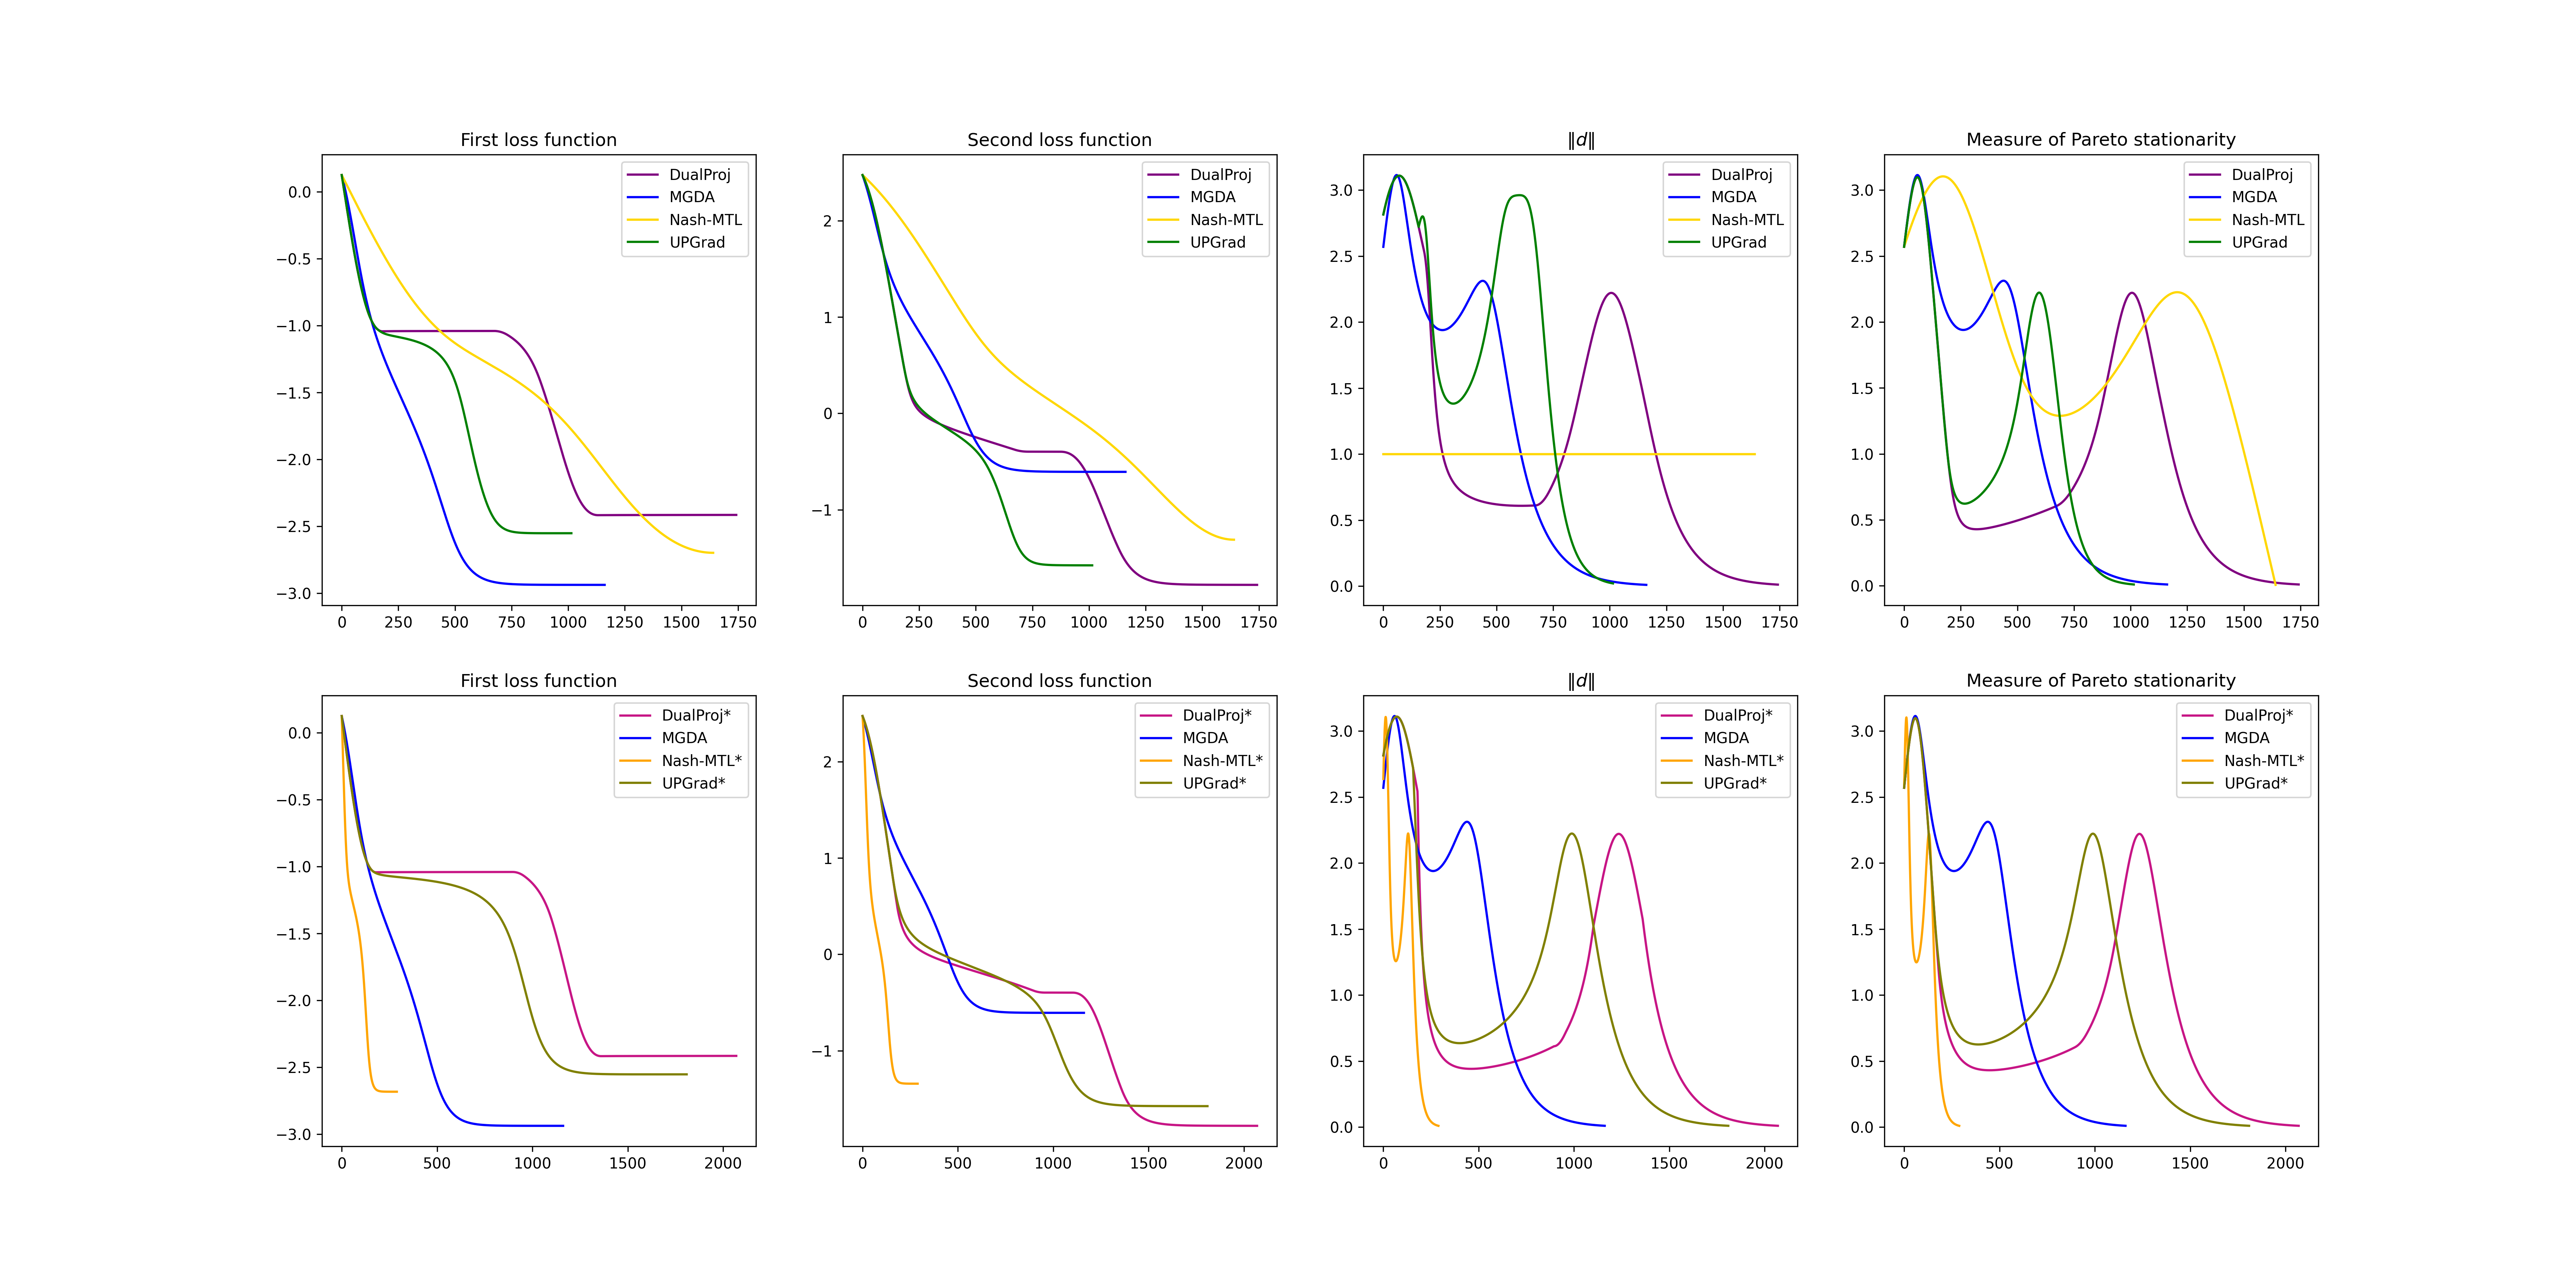 First loss function
DualProj
MGDA
Nash-MTL
UPGrad
0.0
−0.5
−1.0
−1.5
−2.0
−2.5
−3.0
0 250 500 750 1000 1250 1500 1750
Second loss function
DualProj
MGDA
Nash-MTL
UPGrad
2
1
0
−1
0 250 500 750 1000 1250 1500 1750
‖d‖
DualProj
MGDA
Nash-MTL
UPGrad
3.0
2.5
2.0
1.5
1.0
0.5
0.0
0 250 500 750 1000 1250 1500 1750
Measure of Pareto stationarity
DualProj
MGDA
Nash-MTL
UPGrad
3.0
2.5
2.0
1.5
1.0
0.5
0.0
0 250 500 750 1000 1250 1500 1750
First loss function
DualProj*
MGDA
Nash-MTL*
UPGrad*
0.0
−0.5
−1.0
−1.5
−2.0
−2.5
−3.0
0 500 1000 1500 2000
Second loss function
DualProj*
MGDA
Nash-MTL*
UPGrad*
2
1
0
−1
0 500 1000 1500 2000
‖d‖
DualProj*
MGDA
Nash-MTL*
UPGrad*
3.0
2.5
2.0
1.5
1.0
0.5
0.0
0 500 1000 1500 2000
Measure of Pareto stationarity
DualProj*
MGDA
Nash-MTL*
UPGrad*
3.0
2.5
2.0
1.5
1.0
0.5
0.0
0 500 1000 1500 2000